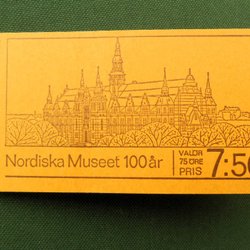 Nordiska Museet 100 år
VALÖR
75 ÖRE
PRIS 7:50